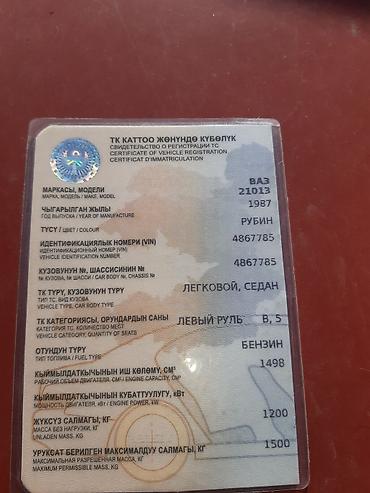 ТК КАТТОО ЖӨНҮНДӨ КҮБӨЛҮК
СВИДЕТЕЛЬСТВО О РЕГИСТРАЦИИ ТС
CERTIFICATE OF VEHICLE REGISTRATION
CERTIFICAT D'IMMATRICULATION
МАРКАСЫ, МОДЕЛИ
МАРКА, МОДЕЛЬ / MAKE, MODEL
ВАЗ
21013
ЧЫГАРЫЛГАН ЖЫЛЫ
ГОД ВЫПУСКА / YEAR OF MANUFACTURE
1987
ТҮСҮ / ЦВЕТ / COLOUR
РУБИН
ИДЕНТИФИКАЦИЯЛЫК НОМЕРИ (VIN)
ИДЕНТИФИКАЦИОННЫЙ НОМЕР (VIN)
VEHICLE IDENTIFICATION NUMBER
4867785
КУЗОВУНУН №, ШАССИСИНИН №
№ КУЗОВА, № ШАССИ / CAR BODY №, CHASSIS №
4867785
ТК ТҮРҮ, КУЗОВУНУН ТҮРҮ
ТИП ТС, ВИД КУЗОВА
VEHICLE TYPE, CAR BODY TYPE
ЛЕГКОВОЙ, СЕДАН
ТК КАТЕГОРИЯСЫ, ОРУНДАРДЫН САНЫ
КАТЕГОРИЯ ТС, КОЛИЧЕСТВО МЕСТ
VEHICLE CATEGORY, QUANTITY OF SEATS
ЛЕВЫЙ РУЛЬ В, 5
ОТУНДУН ТҮРҮ
ТИП ТОПЛИВА / FUEL TYPE
БЕНЗИН
КЫЙМЫЛДАТКЫЧЫНЫН ИШ КӨЛӨМҮ, СМ³
РАБОЧИЙ ОБЪЕМ ДВИГАТЕЛЯ, СМ³ / ENGINE CAPACITY, CM³
1498
КЫЙМЫЛДАТКЫЧЫНЫН КУБАТТУУЛУГУ, кВт
МОЩНОСТЬ ДВИГАТЕЛЯ, кВт / ENGINE POWER, kW
ЖҮКСҮЗ САЛМАГЫ, КГ
МАССА БЕЗ НАГРУЗКИ, КГ
UNLADEN MASS, KG
1200
УРУКСАТ БЕРИЛГЕН МАКСИМАЛДУУ САЛМАГЫ, КГ
МАКСИМАЛЬНАЯ РАЗРЕШЕННАЯ МАССА, КГ
MAXIMUM PERMISSIBLE MASS, KG
1500